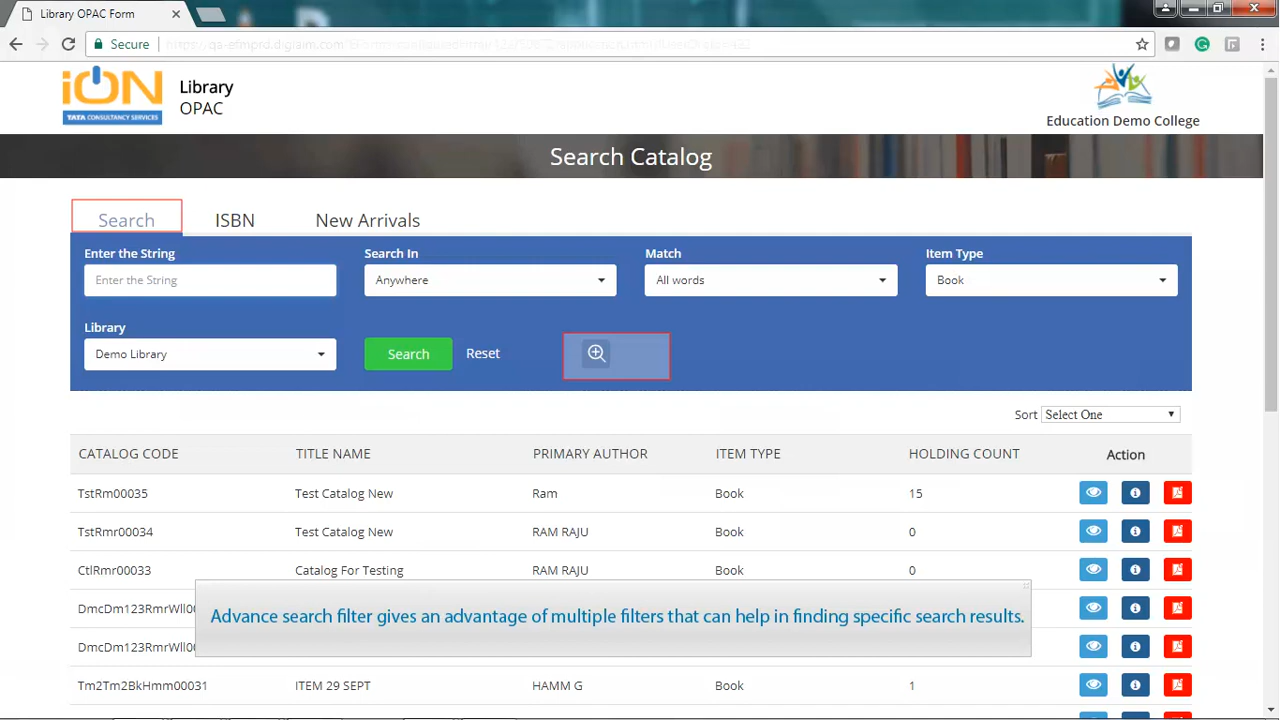 Library OPAC Form
Secure
iON
TATA CONSULTANCY SERVICES
Library
OPAC
Education Demo College
Search Catalog
Search ISBN New Arrivals
Enter the String Search In Match Item Type
Enter the String Anywhere All words Book
Library
Demo Library Search Reset
Sort Select One
CATALOG CODE TITLE NAME PRIMARY AUTHOR ITEM TYPE HOLDING COUNT Action
TstRm00035 Test Catalog New Ram Book 15
TstRmr00034 Test Catalog New RAM RAJU Book 0
CtlRmr00033 Catalog For Testing RAM RAJU Book 0
DmcDm123RmrWll00
Advance search filter gives an advantage of multiple filters that can help in finding specific search results.
DmcDm123RmrWll00
Tm2Tm2BkHmm00031 ITEM 29 SEPT HAMM G Book 1